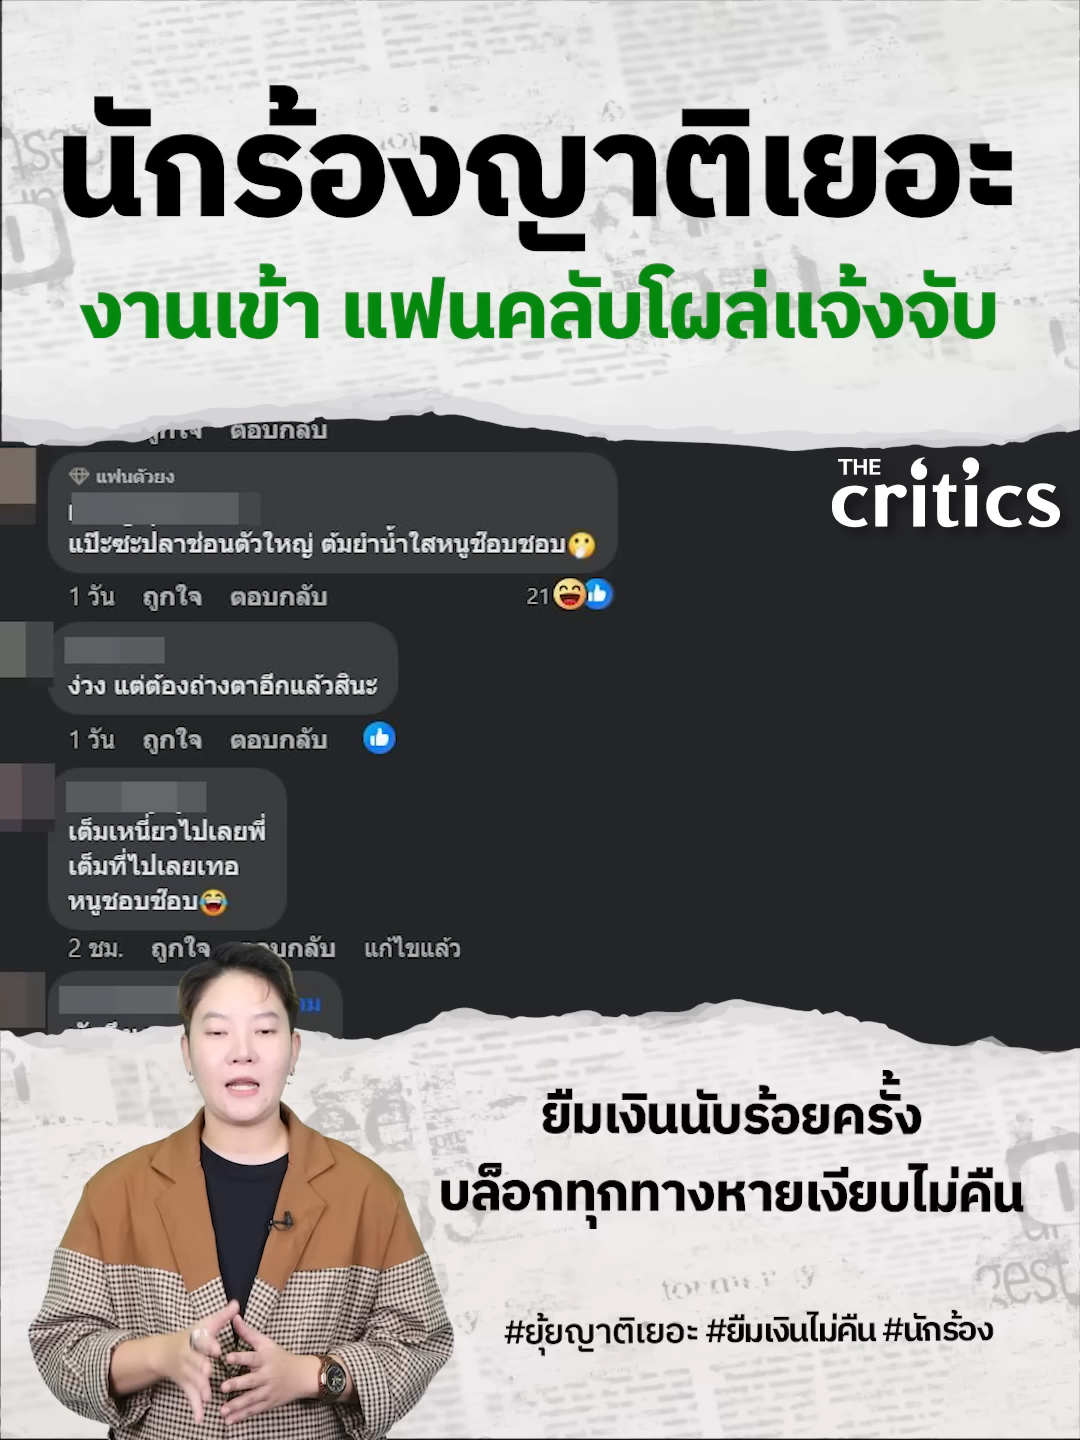 นักร้องญาติเยอะ
งานเข้า แฟนคลับโผล่แจ้งจับ
ถูกใจ ตอบกลับ
THE
critics
แฟนตัวยง
แป๊ะซะปลาช่อนตัวใหญ่ ต้มยำน้ำใสหนูช๊อบชอบ🤭
1 วัน ถูกใจ ตอบกลับ 21
ง่วง แต่ต้องถ่างตาอีกแล้วสินะ
1 วัน ถูกใจ ตอบกลับ
เต็มเหนี่ยวไปเลยพี่
เต็มที่ไปเลยเทอ
หนูชอบช๊อบ😂
2 ชม. ถูกใจ ตอบกลับ แก้ไขแล้ว
ยืมเงินนับร้อยครั้ง
บล็อกทุกทางหายเงียบไม่คืน
#ยุ้ยญาติเยอะ #ยืมเงินไม่คืน #นักร้อง